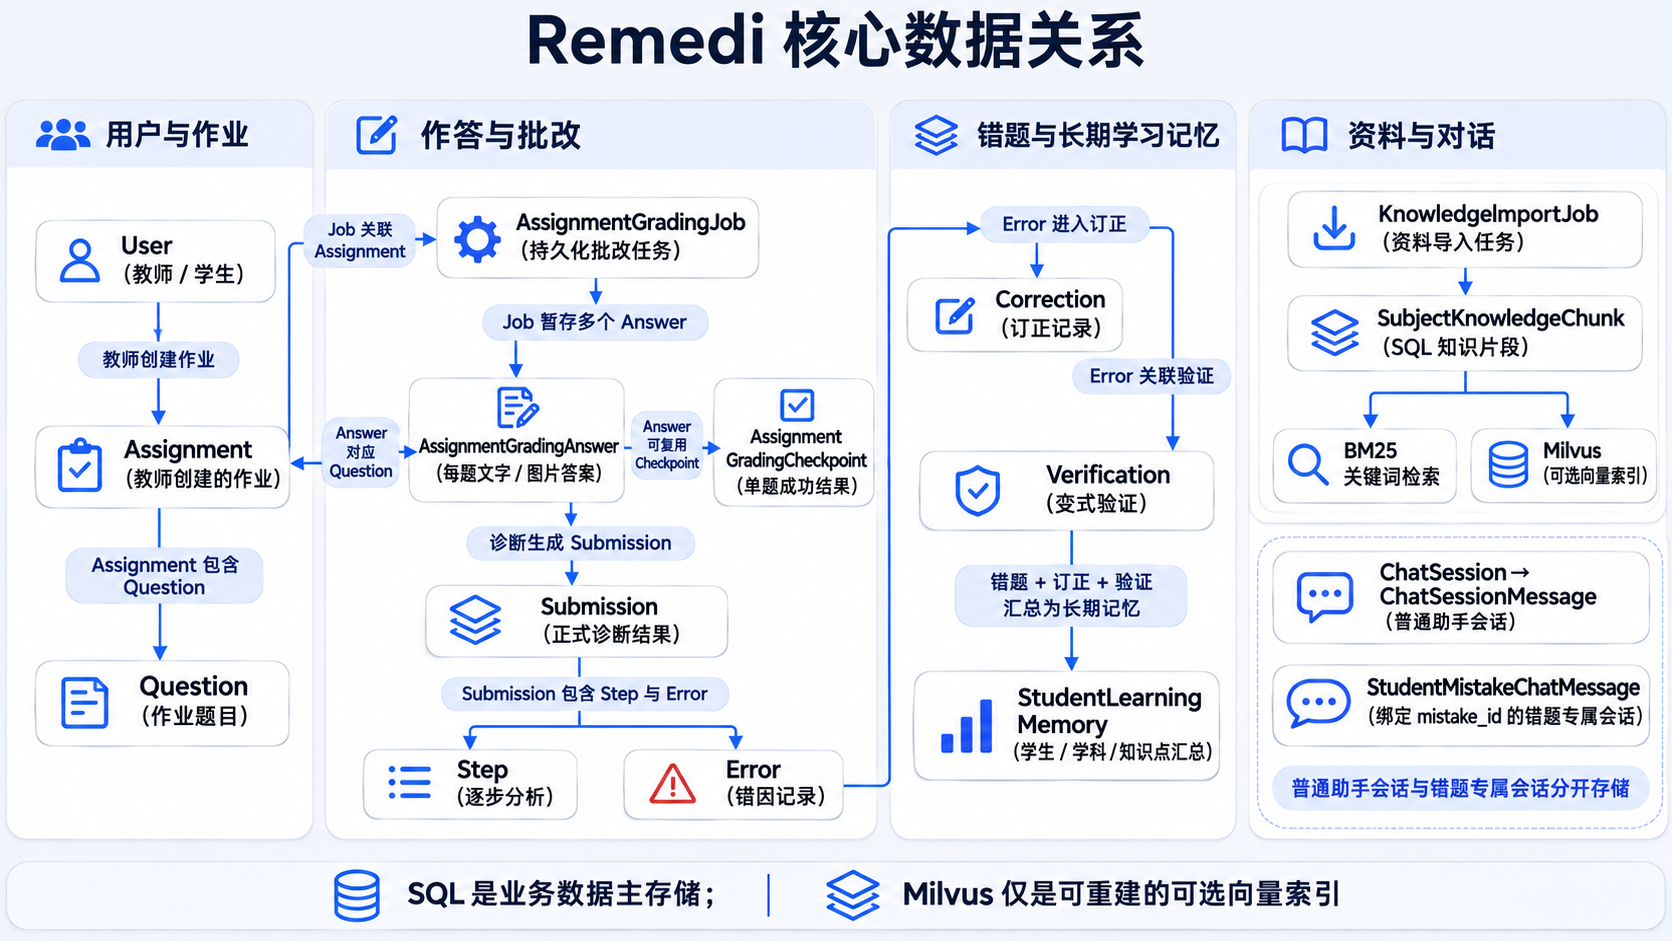 Remedi 核心数据关系
用户与作业
User
（教师 / 学生）
教师创建作业
Assignment
（教师创建的作业）
Assignment 包含
Question
Question
（作业题目）
作答与批改
Job 关联
Assignment
AssignmentGradingJob
（持久化批改任务）
Job 暂存多个 Answer
Answer
对应
Question
AssignmentGradingAnswer
（每题文字 / 图片答案）
Answer
可复用
Checkpoint
Assignment
GradingCheckpoint
（单题成功结果）
诊断生成 Submission
Submission
（正式诊断结果）
Submission 包含 Step 与 Error
Step
（逐步分析）
Error
（错因记录）
错题与长期学习记忆
Error 进入订正
Correction
（订正记录）
Error 关联验证
Verification
（变式验证）
错题 + 订正 + 验证
汇总为长期记忆
StudentLearning
Memory
（学生 / 学科 / 知识点汇总）
资料与对话
KnowledgeImportJob
（资料导入任务）
SubjectKnowledgeChunk
（SQL 知识片段）
BM25
关键词检索
Milvus
（可选向量索引）
ChatSession →
ChatSessionMessage
（普通助手会话）
StudentMistakeChatMessage
（绑定 mistake_id 的错题专属会话）
普通助手会话与错题专属会话分开存储
SQL 是业务数据主存储；
Milvus 仅是可重建的可选向量索引